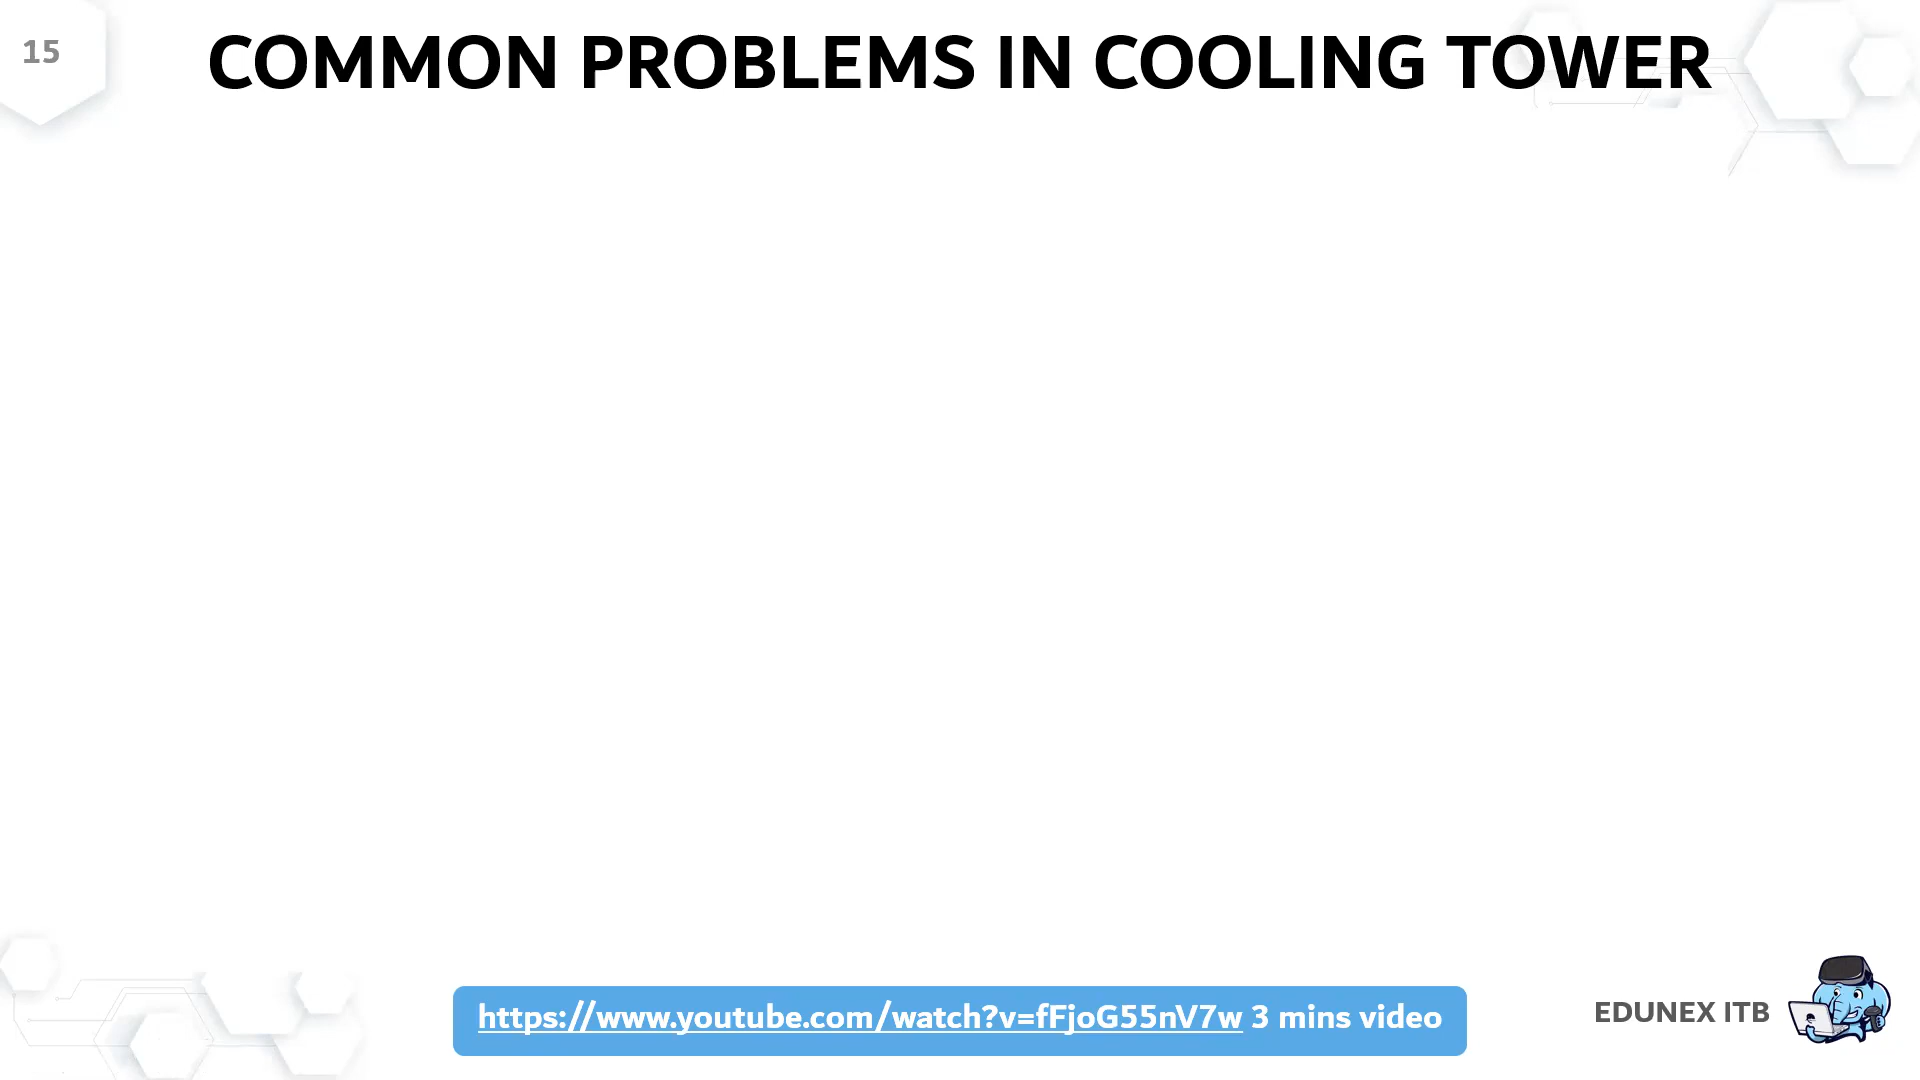 15
COMMON PROBLEMS IN COOLING TOWER
https://www.youtube.com/watch?v=fFjoG55nV7w 3 mins video
EDUNEX ITB